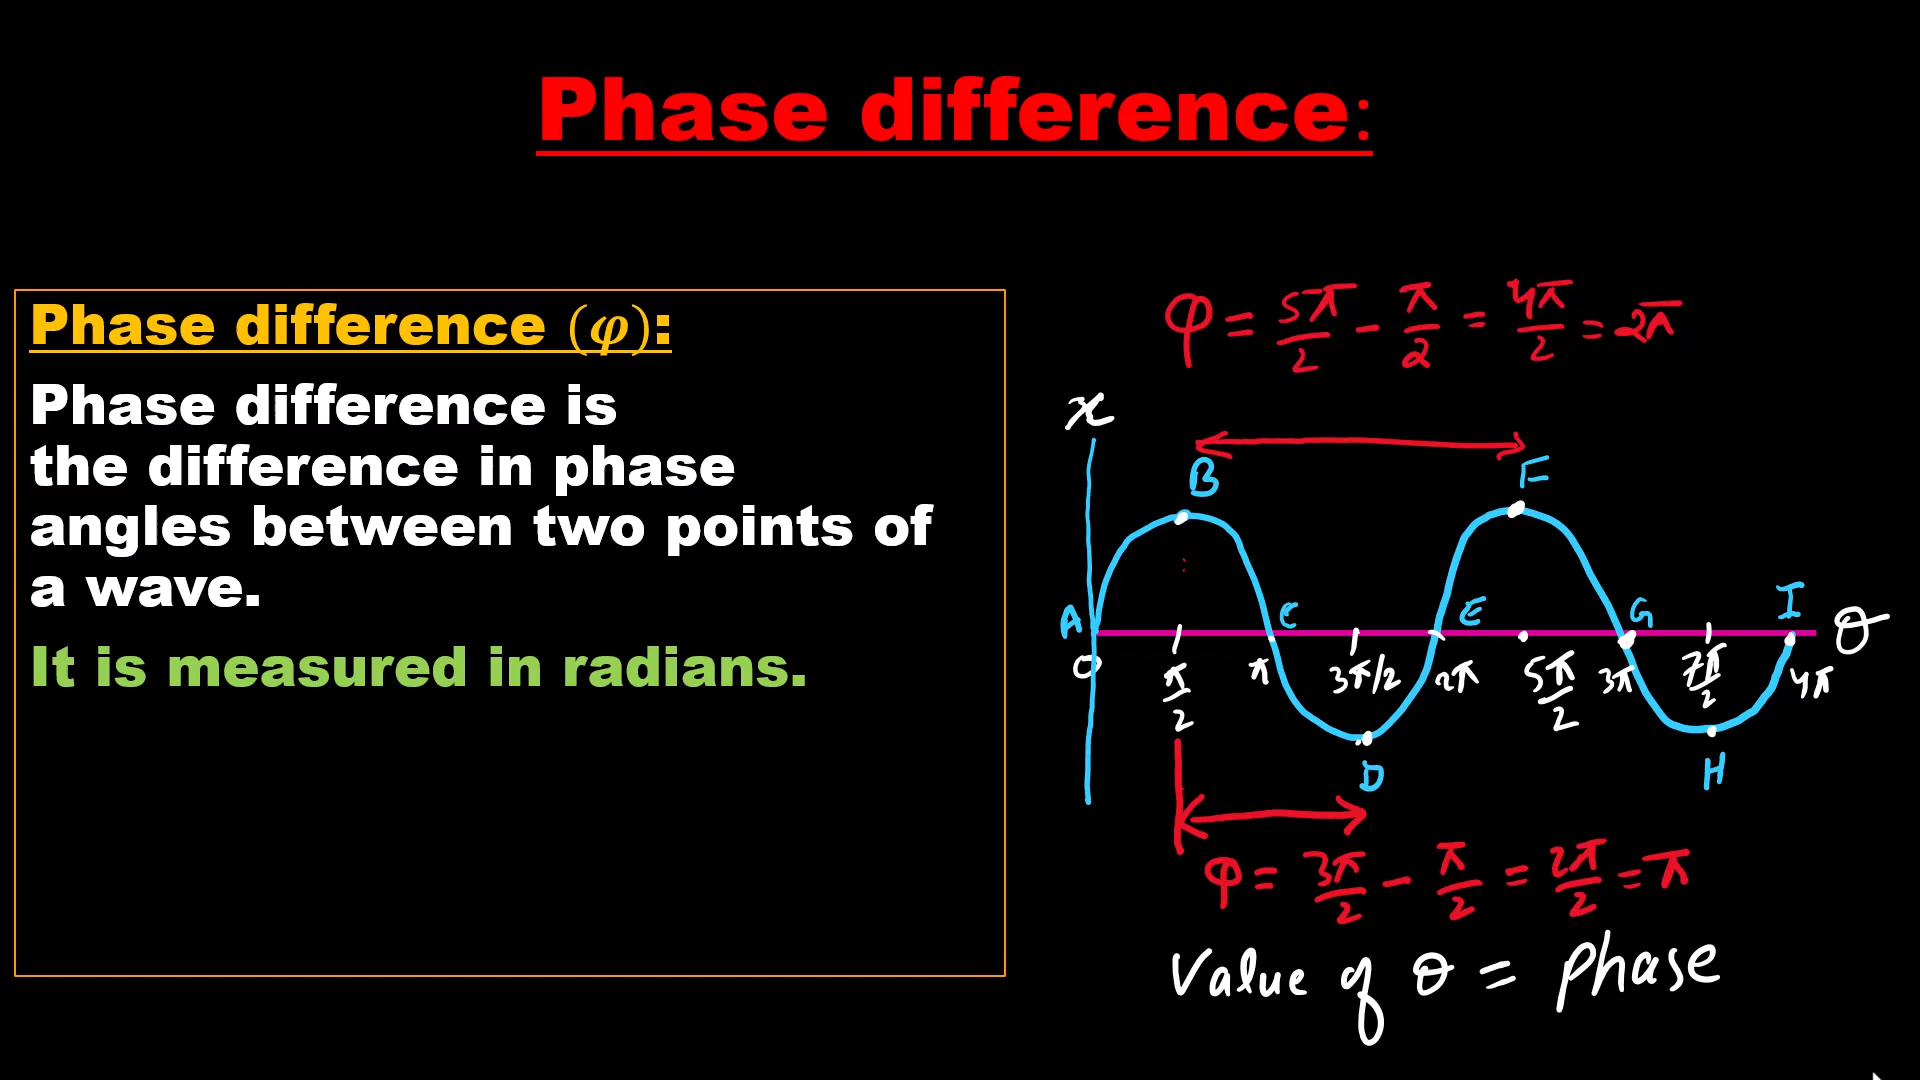 Phase difference:
Phase difference (φ):
Phase difference is
the difference in phase
angles between two points of
a wave.
It is measured in radians.
φ = 5π/2 - π/2 = 4π/2 = 2π
x
B F
A C E G I θ
0 π/2 π 3π/2 2π 5π/2 3π 7π/2 4π
D H
φ = 3π/2 - π/2 = 2π/2 = π
Value of θ = phase